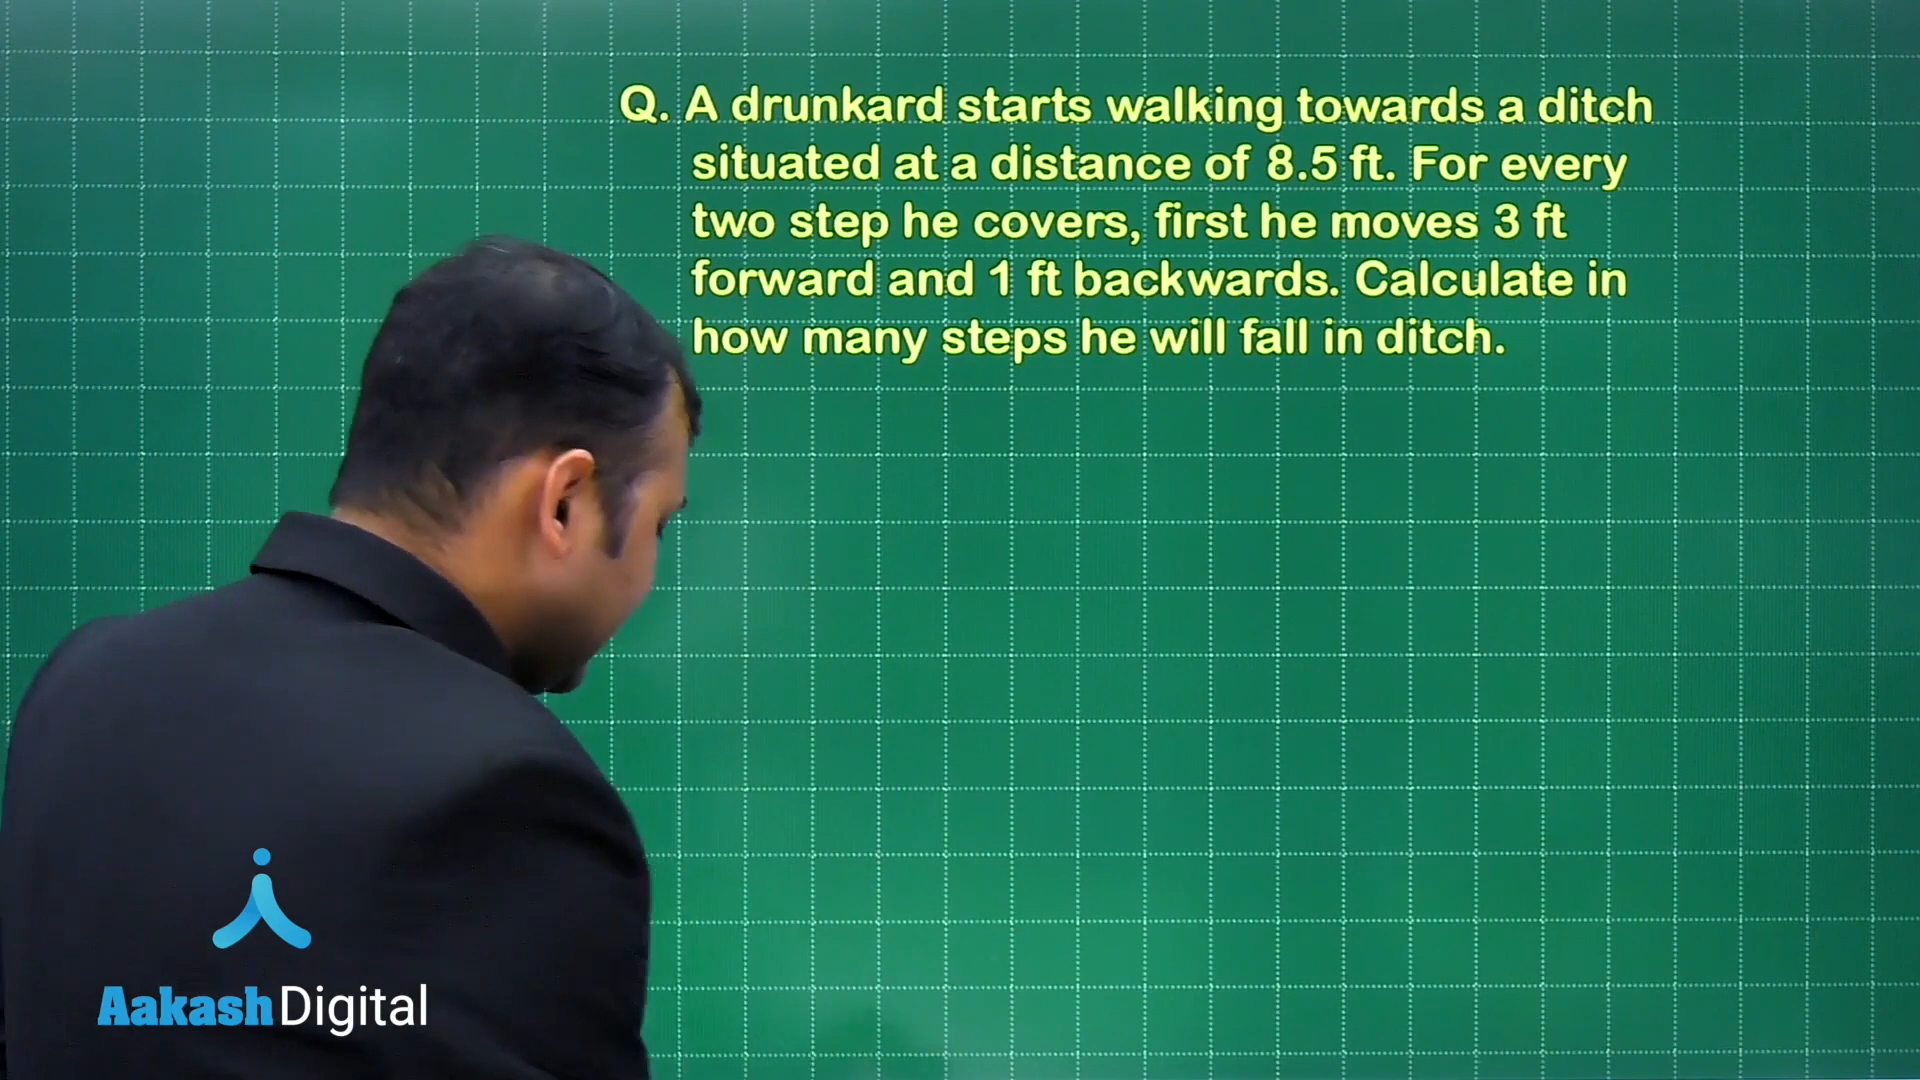 Q. A drunkard starts walking towards a ditch
situated at a distance of 8.5 ft. For every
two step he covers, first he moves 3 ft
forward and 1 ft backwards. Calculate in
how many steps he will fall in ditch.
Aakash Digital